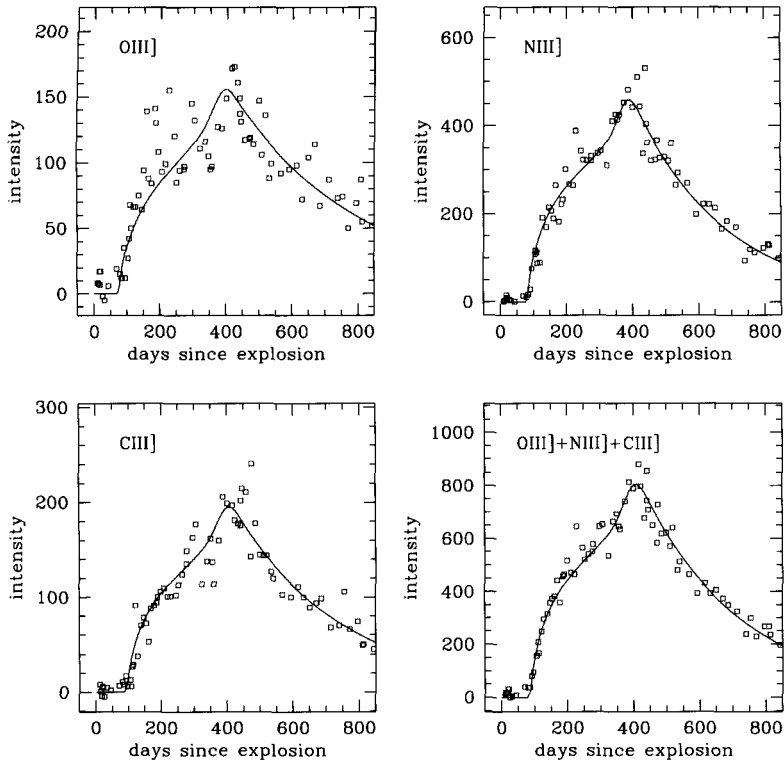 OIII]
200
150
100
50
0
intensity
0 200 400 600 800
days since explosion
NIII]
600
400
200
0
intensity
0 200 400 600 800
days since explosion
CIII]
300
200
100
0
intensity
0 200 400 600 800
days since explosion
OIII]+NIII]+CIII]
1000
800
600
400
200
0
intensity
0 200 400 600 800
days since explosion